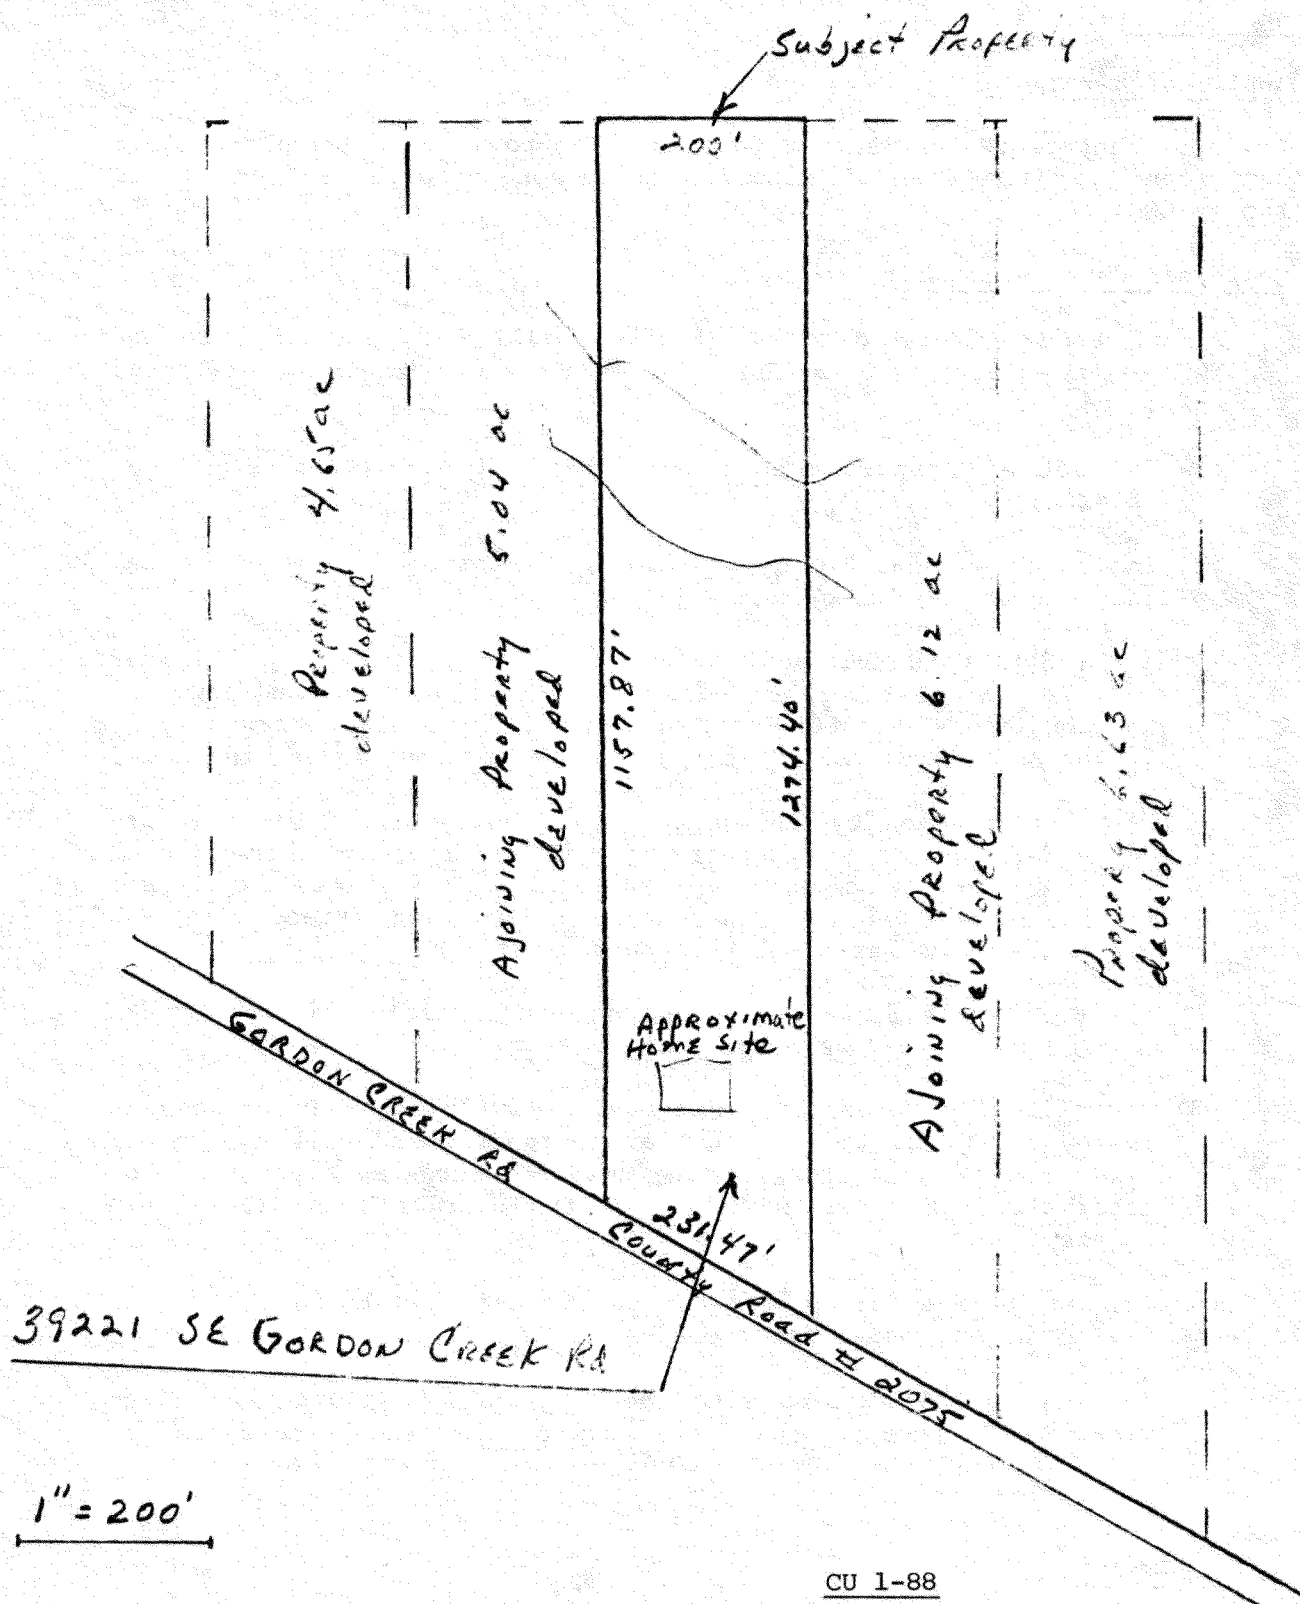 Subject Property
200'
Property 4.65 ac
developed
Ajoining Property 5.04 ac
developed
1157.87'
1274.40'
Ajoining Property 6.12 ac
developed
Property 6.63 ac
developed
Approximate
Home Site
Gordon Creek Rd
231.47'
County Road # 2075
39221 SE Gordon Creek Rd
1" = 200'
CU 1-88